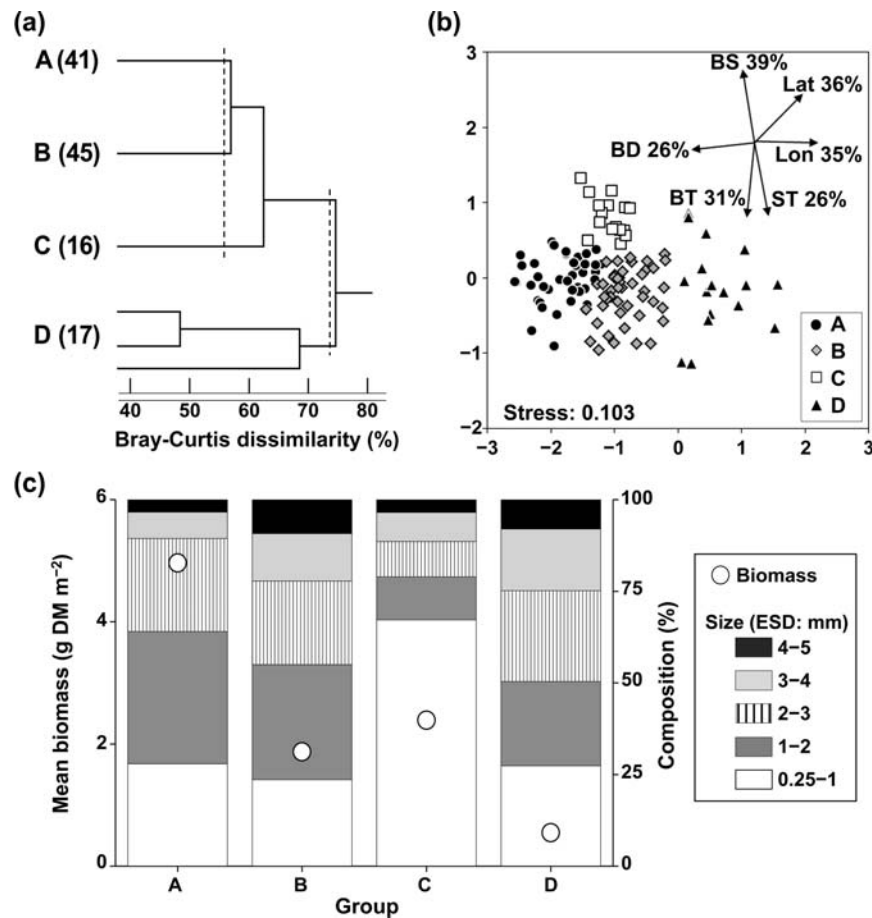 (a)
A (41)
B (45)
C (16)
D (17)
40 50 60 70 80
Bray-Curtis dissimilarity (%)
(b)
3
2
1
0
−1
−2
−3 −2 −1 0 1 2 3
BS 39%
Lat 36%
BD 26%
Lon 35%
BT 31%
ST 26%
A
B
C
D
Stress: 0.103
(c)
Mean biomass (g DM m−2)
6
4
2
0
A B C D
Group
100
75
50
25
0
Composition (%)
Biomass
Size (ESD: mm)
4−5
3−4
2−3
1−2
0.25−1